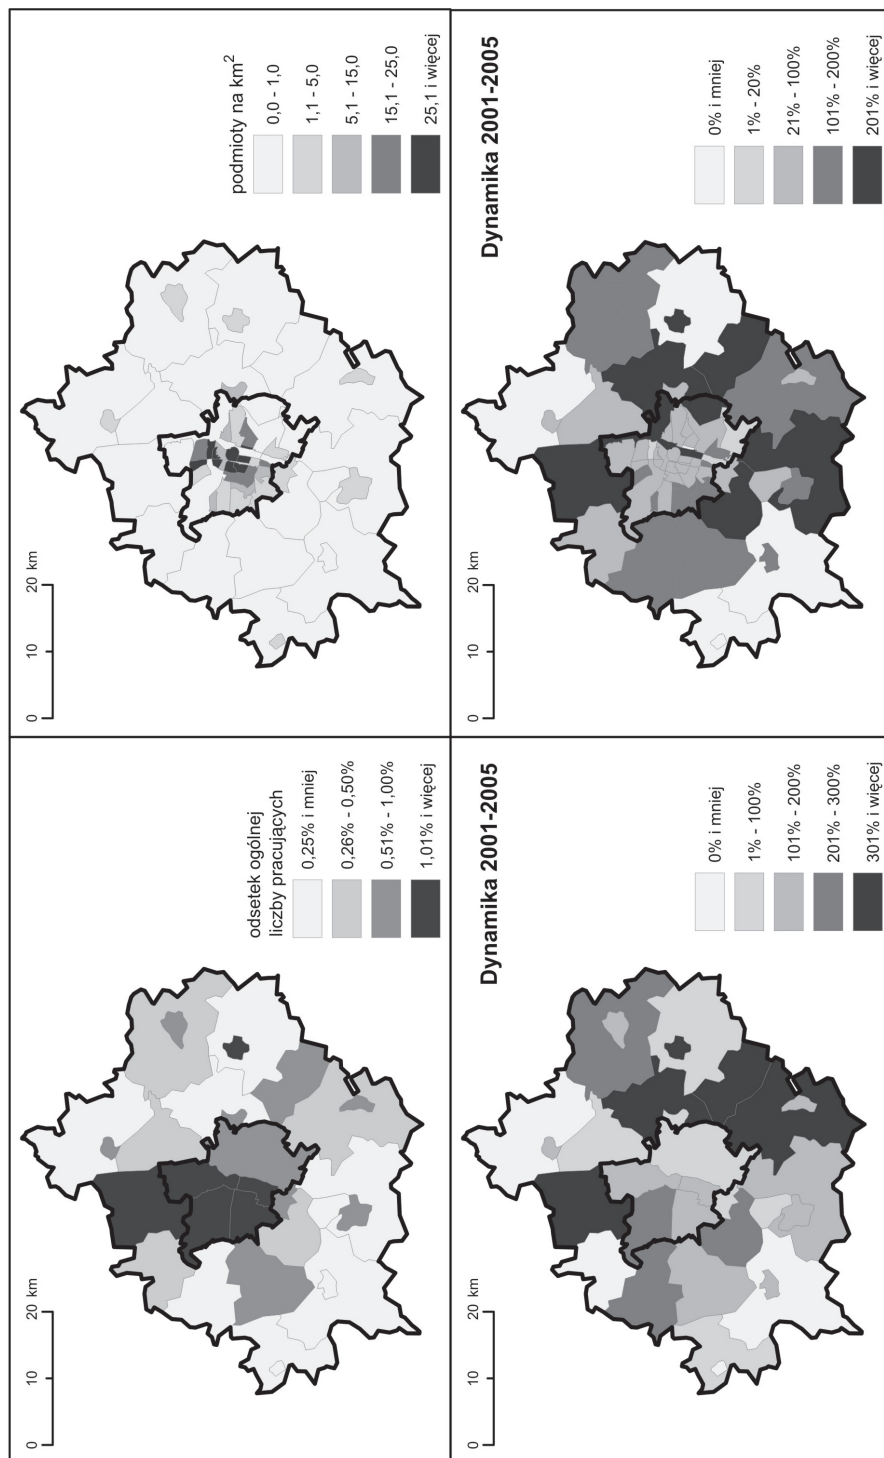 0 10 20 km
odsetek ogólnej
liczby pracujących
0,25% i mniej
0,26% - 0,50%
0,51% - 1,00%
1,01% i więcej
0 10 20 km
podmioty na km²
0,0 - 1,0
1,1 - 5,0
5,1 - 15,0
15,1 - 25,0
25,1 i więcej
Dynamika 2001-2005
0 10 20 km
0% i mniej
1% - 100%
101% - 200%
201% - 300%
301% i więcej
Dynamika 2001-2005
0 10 20 km
0% i mniej
1% - 20%
21% - 100%
101% - 200%
201% i więcej